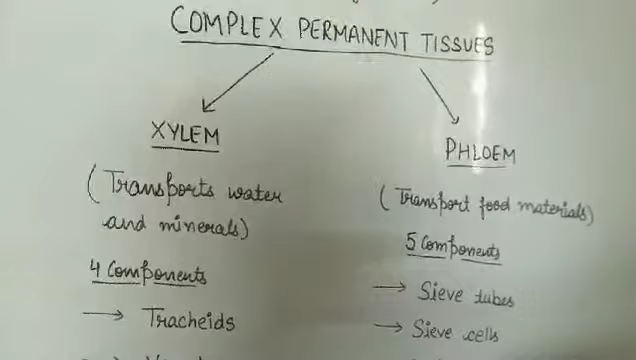 COMPLEX PERMANENT TISSUES
XYLEM
(Transports water
and minerals)
4 Components
→ Tracheids
PHLOEM
(Transport food materials)
5 Components
→ Sieve tubes
→ Sieve cells